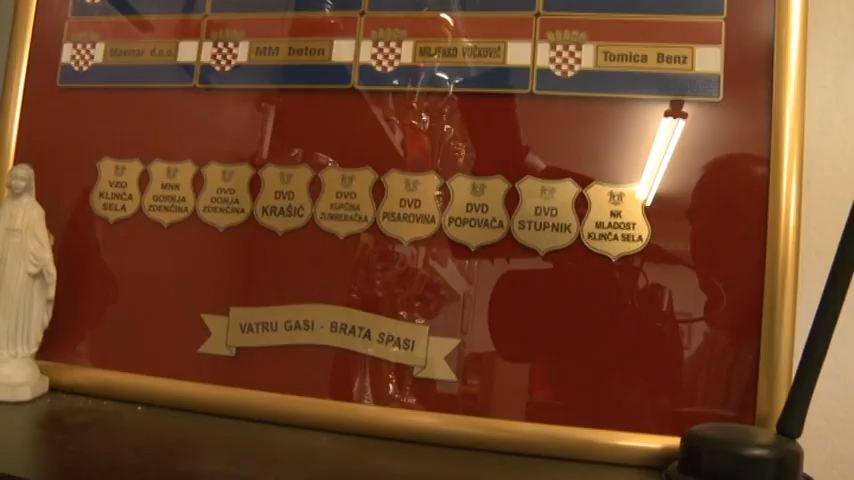 Maxmar d.o.o.
MM beton
MILJENKO VUČKOVIĆ
Tomica Benz
VZO
KLINČA
SELA
MNK
GORNJA
ZDENČINA
DVD
DONJA
ZDENČINA
DVD
KRAŠIĆ
DVD
KUPČINA
ŽUMBERAČKA
DVD
PISAROVINA
DVD
POPOVAČA
DVD
STUPNIK
NK
MLADOST
KLINČA SELA
VATRU GASI - BRATA SPASI